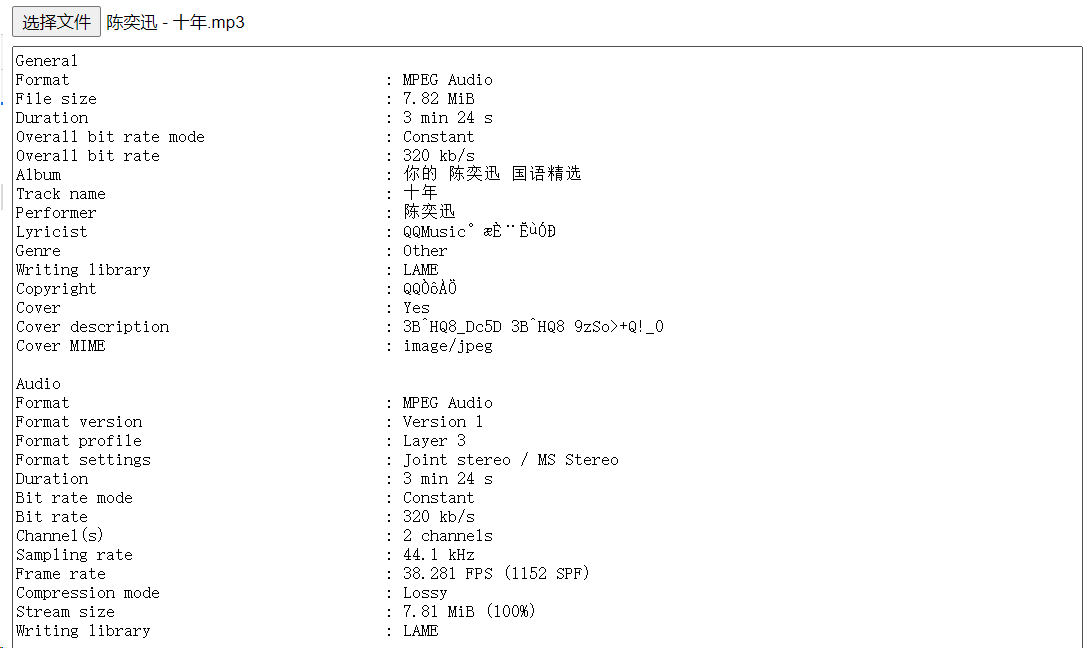 选择文件 陈奕迅 - 十年.mp3
General
Format : MPEG Audio
File size : 7.82 MiB
Duration : 3 min 24 s
Overall bit rate mode : Constant
Overall bit rate : 320 kb/s
Album : 你的 陈奕迅 国语精选
Track name : 十年
Performer : 陈奕迅
Lyricist : QQMusic°æÈ¨ËùÓÐ
Genre : Other
Writing library : LAME
Copyright : QQÒôÀÖ
Cover : Yes
Cover description : 3B^HQ8_Dc5D 3B^HQ8 9zSo>+Q!_0
Cover MIME : image/jpeg
Audio
Format : MPEG Audio
Format version : Version 1
Format profile : Layer 3
Format settings : Joint stereo / MS Stereo
Duration : 3 min 24 s
Bit rate mode : Constant
Bit rate : 320 kb/s
Channel(s) : 2 channels
Sampling rate : 44.1 kHz
Frame rate : 38.281 FPS (1152 SPF)
Compression mode : Lossy
Stream size : 7.81 MiB (100%)
Writing library : LAME